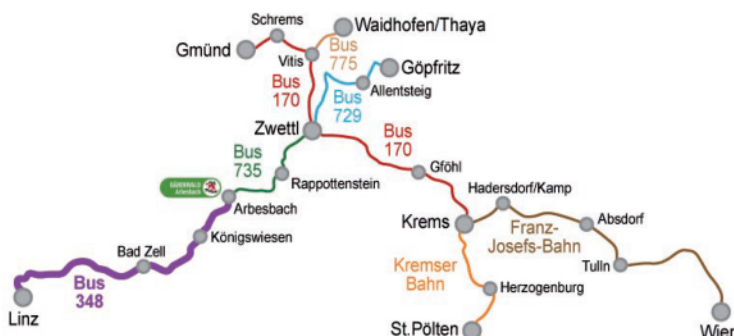 Schrems
Waidhofen/Thaya
Gmünd
Vitis
Bus
775
Göpfritz
Allentsteig
Bus
170
Bus
729
Zwettl
Bus
170
Bus
735
Gföhl
Rappottenstein
Hadersdorf/Kamp
Arbesbach
Krems
Absdorf
Franz-
Josefs-Bahn
Königswiesen
Bad Zell
Kremser
Bahn
Tulln
Bus
348
Herzogenburg
Linz
St.Pölten
Wien